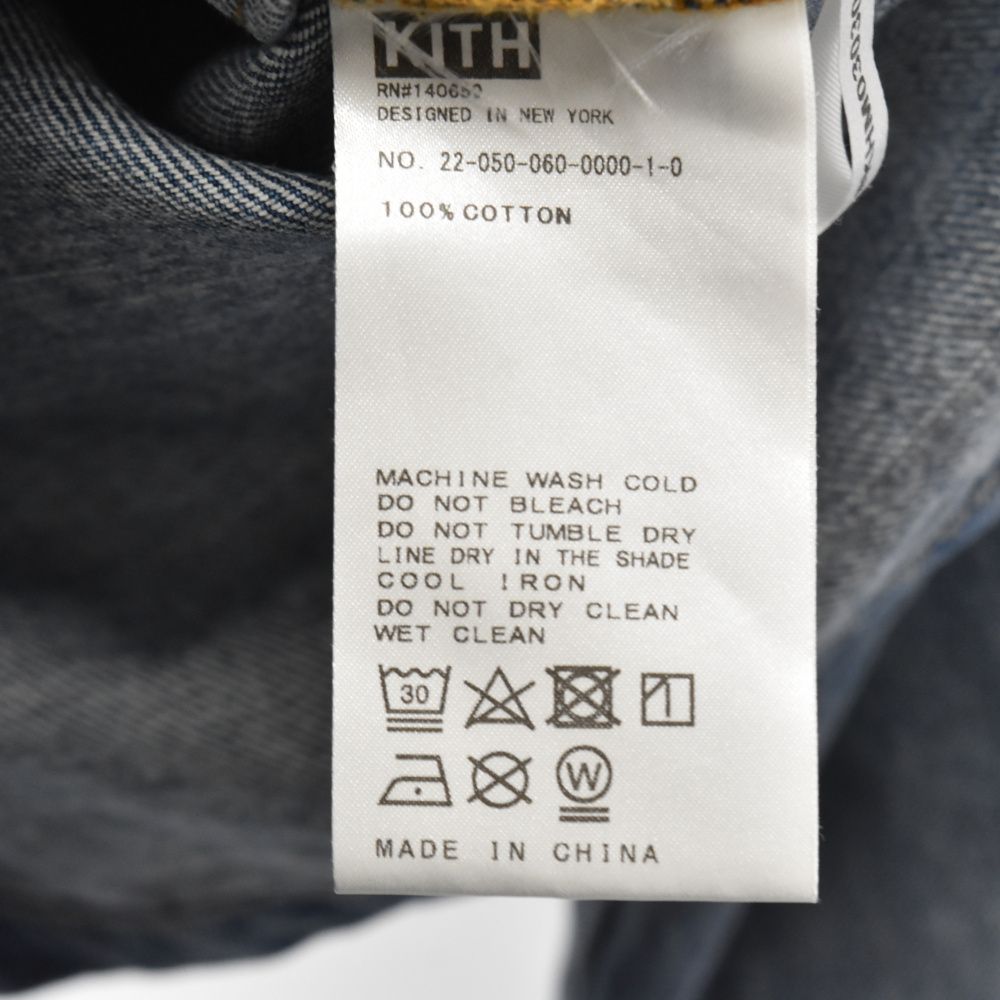 KITH
DESIGNED IN NEW YORK
NO. 22-050-060-0000-1-0
100% COTTON
MACHINE WASH COLD
DO NOT BLEACH
DO NOT TUMBLE DRY
LINE DRY IN THE SHADE
COOL IRON
DO NOT DRY CLEAN
WET CLEAN
30
W
MADE IN CHINA